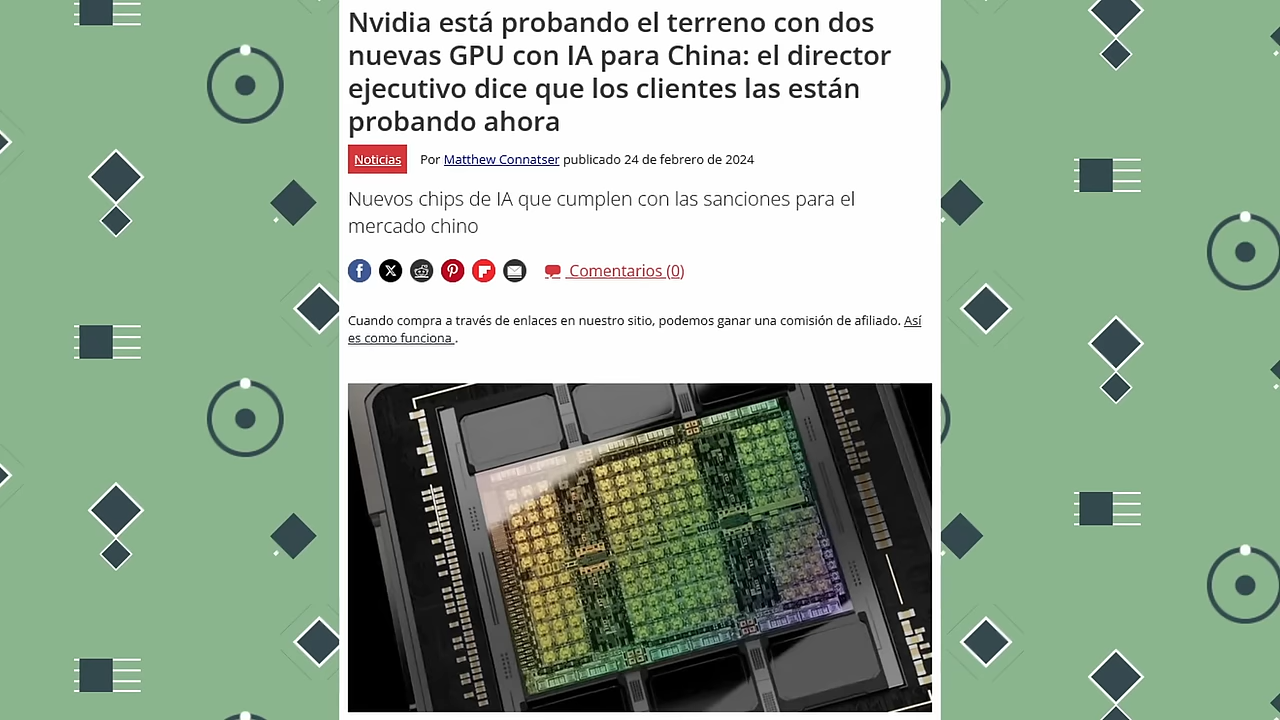 Nvidia está probando el terreno con dos
nuevas GPU con IA para China: el director
ejecutivo dice que los clientes las están
probando ahora
Noticias Por Matthew Connatser publicado 24 de febrero de 2024
Nuevos chips de IA que cumplen con las sanciones para el
mercado chino
Comentarios (0)
Cuando compra a través de enlaces en nuestro sitio, podemos ganar una comisión de afiliado. Así
es como funciona .